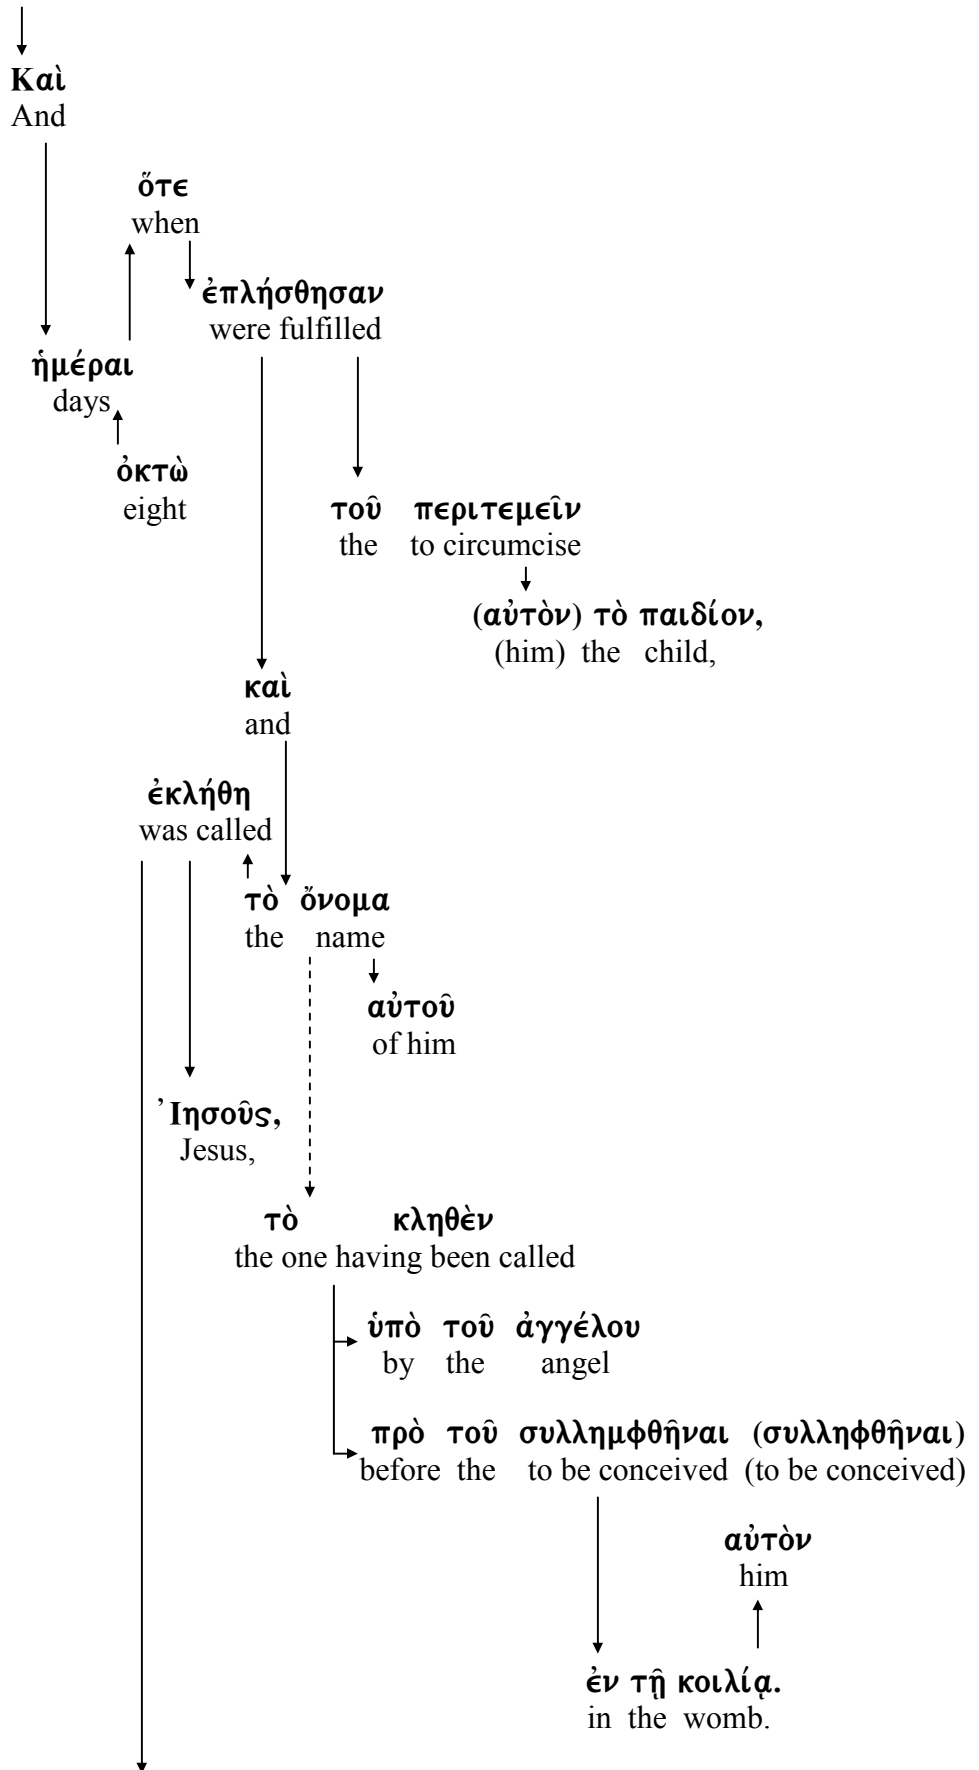 Καὶ
And
ὅτε
when
ἐπλήσθησαν
were fulfilled
ἡμέραι
days
ὀκτὼ
eight
τοῦ περιτεμεῖν
the to circumcise
(αὐτὸν) τὸ παιδίον,
(him) the child,
καὶ
and
ἐκλήθη
was called
τὸ ὄνομα
the name
αὐτοῦ
of him
Ἰησοῦς,
Jesus,
τὸ κληθὲν
the one having been called
ὑπὸ τοῦ ἀγγέλου
by the angel
πρὸ τοῦ συλλημφθῆναι (συλληφθῆναι)
before the to be conceived (to be conceived)
αὐτὸν
him
ἐν τῇ κοιλίᾳ.
in the womb.